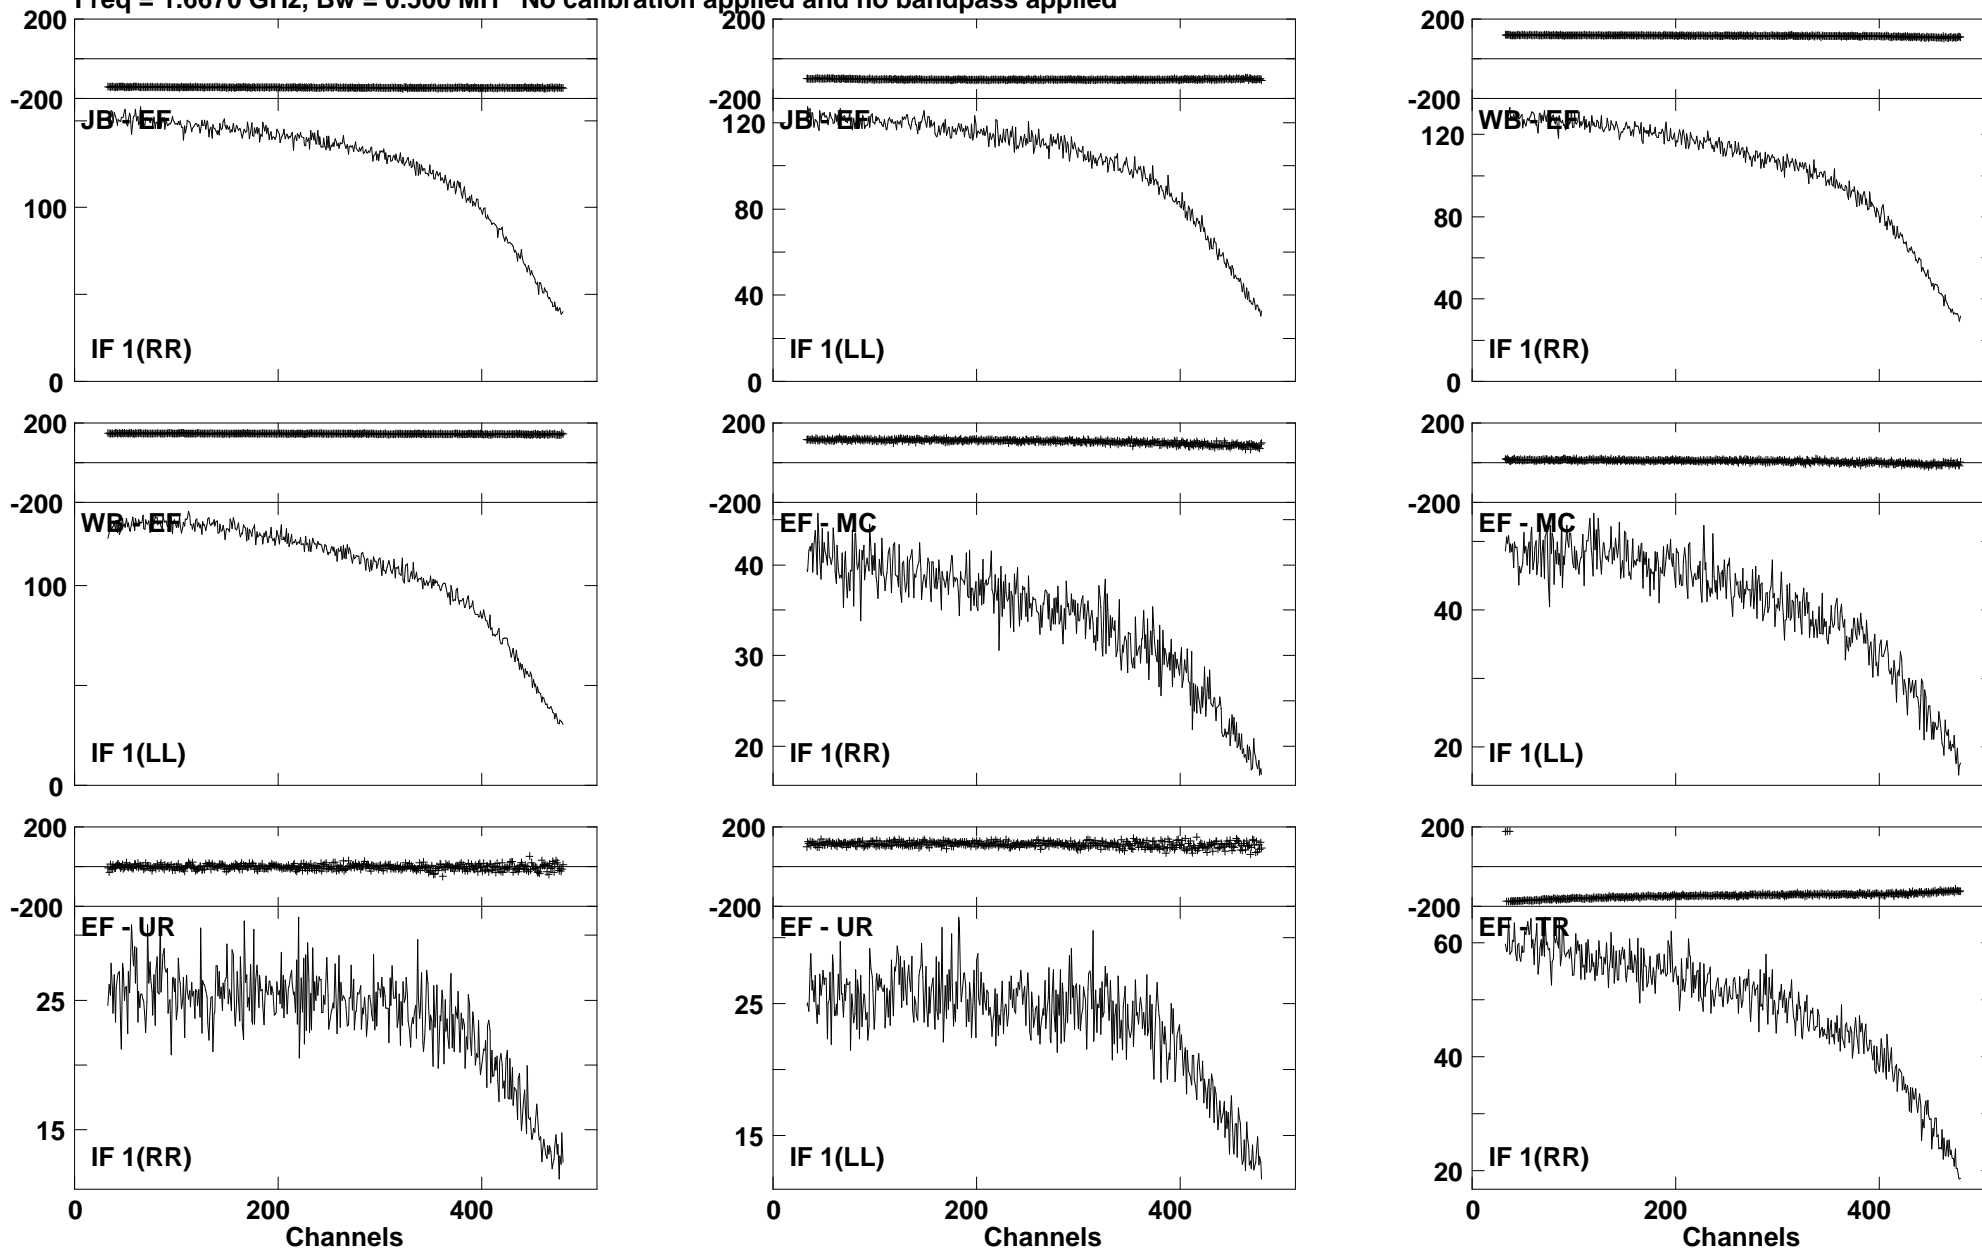 Freq = 1.6670 GHz, Bw = 0.500 MH No calibration applied and no bandpass applied
200
200
-200
-200
-200
JB - EF
JB - EF
WB - EF
120
120
100
80
80
40
40
IF 1(RR)
IF 1(LL)
IF 1(RR)
0
0
0
200
200
200
-200
-200
WB - EF
EF - MC
EF - MC
100
40
40
30
20
20
IF 1(LL)
IF 1(RR)
IF 1(LL)
0
200
200
200
-200
-200
-200
EF - UR
EF - UR
EF - TR
60
25
25
40
15
15
20
IF 1(RR)
IF 1(LL)
IF 1(RR)
0 200 400
0 200 400
0 200 400
Channels
Channels
Channels